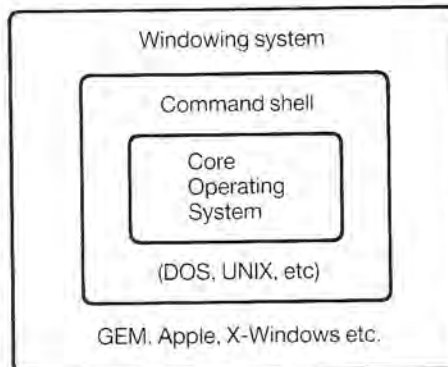 Windowing system
Command shell
Core
Operating
System
(DOS, UNIX, etc)
GEM. Apple, X-Windows etc.